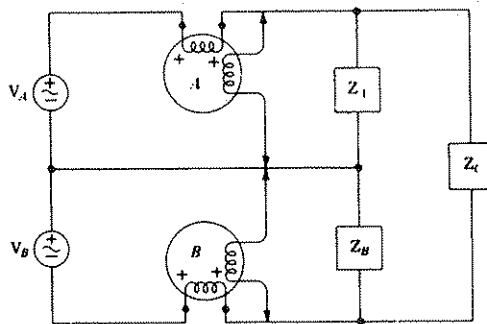 + +
A
V_A +
Z_1
Z_C
V_B +
B
+ +
Z_B